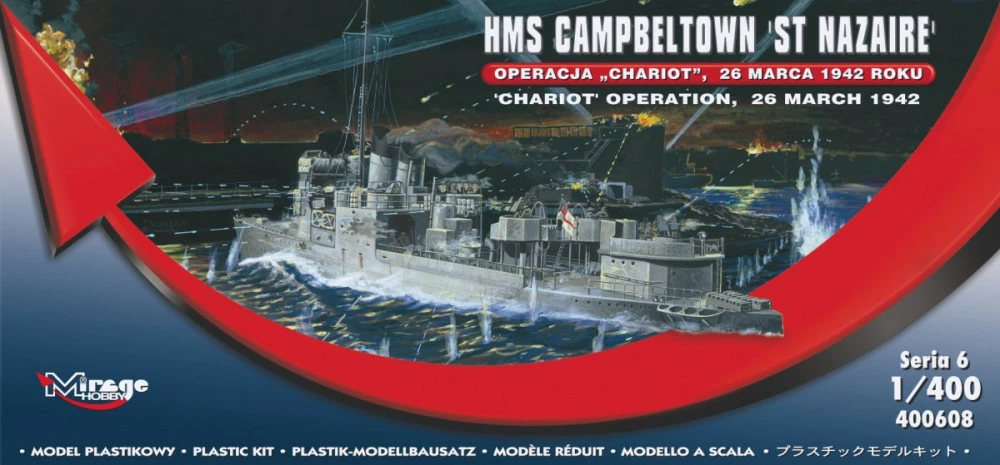 HMS CAMPBELTOWN 'ST NAZAIRE'
OPERACJA „CHARIOT”, 26 MARCA 1942 ROKU
'CHARIOT' OPERATION, 26 MARCH 1942
Seria 6
1/400
400608
Mirage
HOBBY
• MODEL PLASTIKOWY • PLASTIC KIT • PLASTIK-MODELLBAUSATZ • MODÈLE RÉDUIT • MODELLO A SCALA • プラスチックモデルキット •